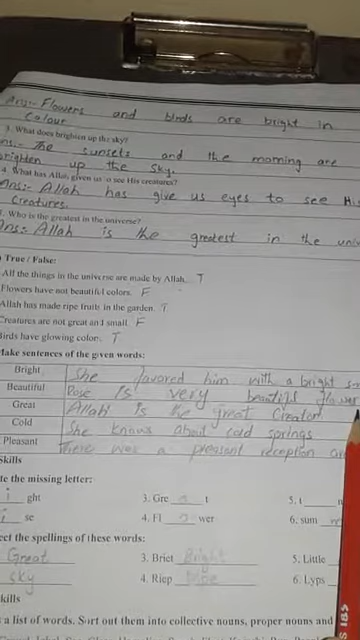 Ans:- Flowers and birds are bright in
Colour
3. What does brighten up the sky?
Ans:- The sunsets and the morning are
brighten up the sky.
4. What has Allah given us to see His creatures?
Ans:- Allah has give us eyes to see His
Creatures.
5. Who is the greatest in the universe?
Ans:- Allah is the greatest in the univ
True / False:
All the things in the universe are made by Allah. T
Flowers have not beautiful colors. F
Allah has made ripe fruits in the garden. T
Creatures are not great and small. F
Birds have glowing colors. T
Make sentences of the given words:
Bright She favored him with a bright sm
Beautiful Rose is very beautiful flower
Great Allah is the great Creator
Cold She knows about cold springs
Pleasant There was a pleasant reception
Skills
te the missing letter:
i ght 3. Gre a t 5. t
i se 4. Fl o wer 6. sum m
ect the spellings of these words:
Great 3. Briet Bright 5. Little
Sky 4. Riep 6. Lyps
kills
a list of words. Sort out them into collective nouns, proper nouns and
185